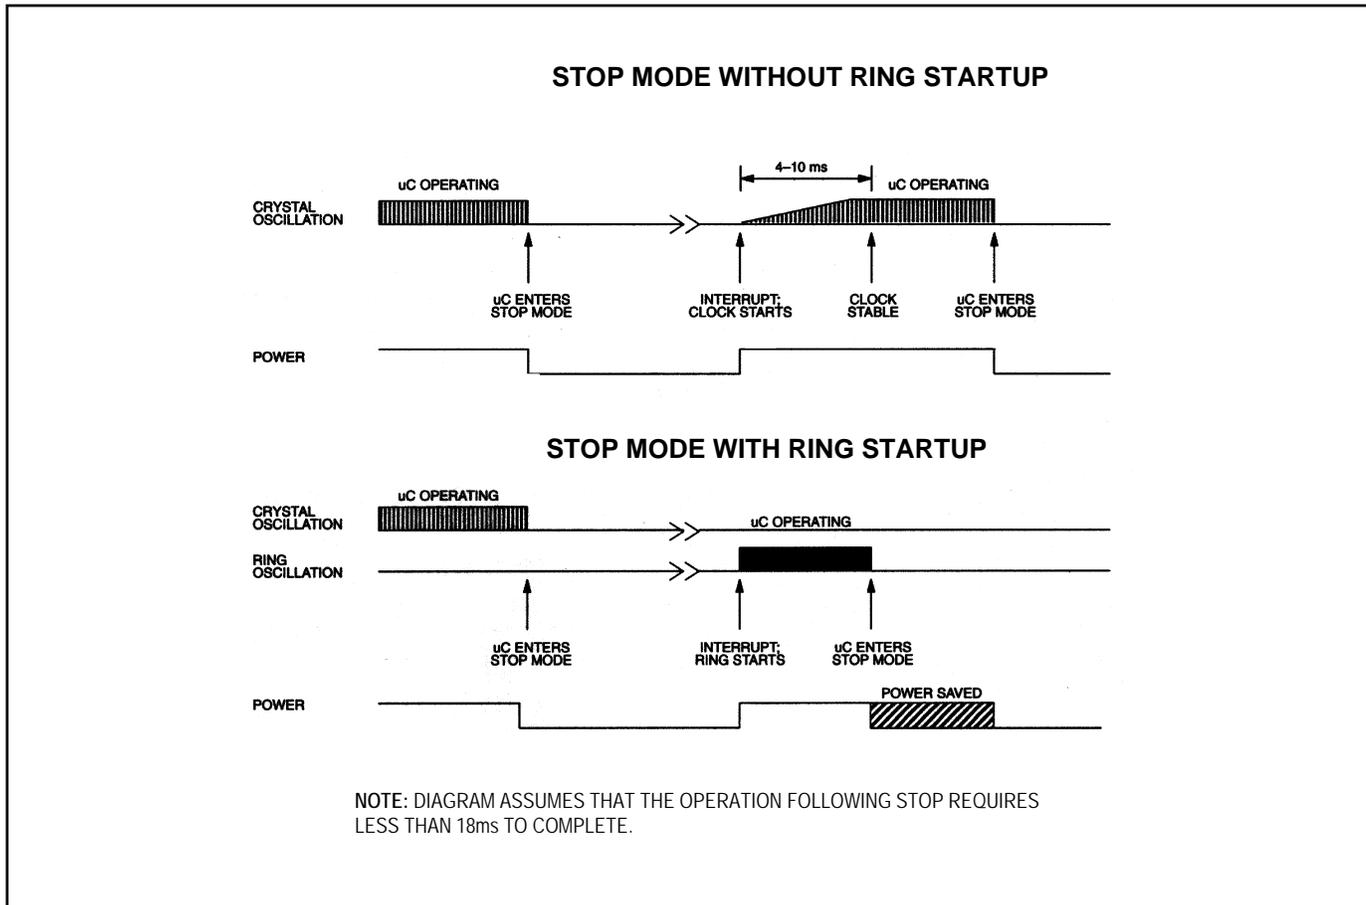 STOP MODE WITHOUT RING STARTUP
4–10 ms
uC OPERATING
uC OPERATING
CRYSTAL
OSCILLATION
uC ENTERS
STOP MODE
INTERRUPT;
CLOCK STARTS
CLOCK
STABLE
uC ENTERS
STOP MODE
POWER
STOP MODE WITH RING STARTUP
uC OPERATING
CRYSTAL
OSCILLATION
uC OPERATING
RING
OSCILLATION
uC ENTERS
STOP MODE
INTERRUPT;
RING STARTS
uC ENTERS
STOP MODE
POWER SAVED
POWER
NOTE: DIAGRAM ASSUMES THAT THE OPERATION FOLLOWING STOP REQUIRES
LESS THAN 18ms TO COMPLETE.